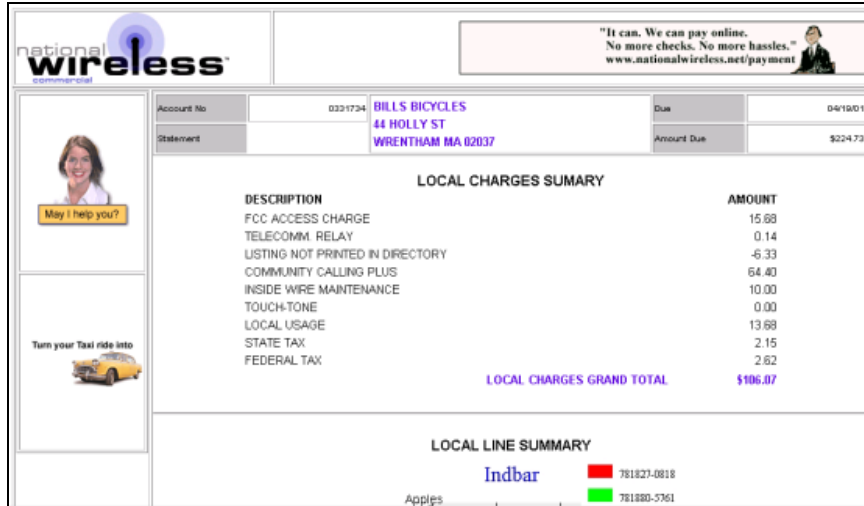 national
wireless
commercial
"It can. We can pay online.
No more checks. No more hassles."
www.nationalwireless.net/payment
Account No 0331734 BILLS BICYCLES Due 04/19/01
44 HOLLY ST
Statement WRENTHAM MA 02037 Amount Due $224.73
May I help you?
Turn your Taxi ride into
LOCAL CHARGES SUMARY
DESCRIPTION AMOUNT
FCC ACCESS CHARGE 15.68
TELECOMM. RELAY 0.14
LISTING NOT PRINTED IN DIRECTORY -6.33
COMMUNITY CALLING PLUS 64.40
INSIDE WIRE MAINTENANCE 10.00
TOUCH-TONE 0.00
LOCAL USAGE 13.68
STATE TAX 2.15
FEDERAL TAX 2.62
LOCAL CHARGES GRAND TOTAL $106.07
LOCAL LINE SUMMARY
Indbar 781827-0818
Apples 781880-5761